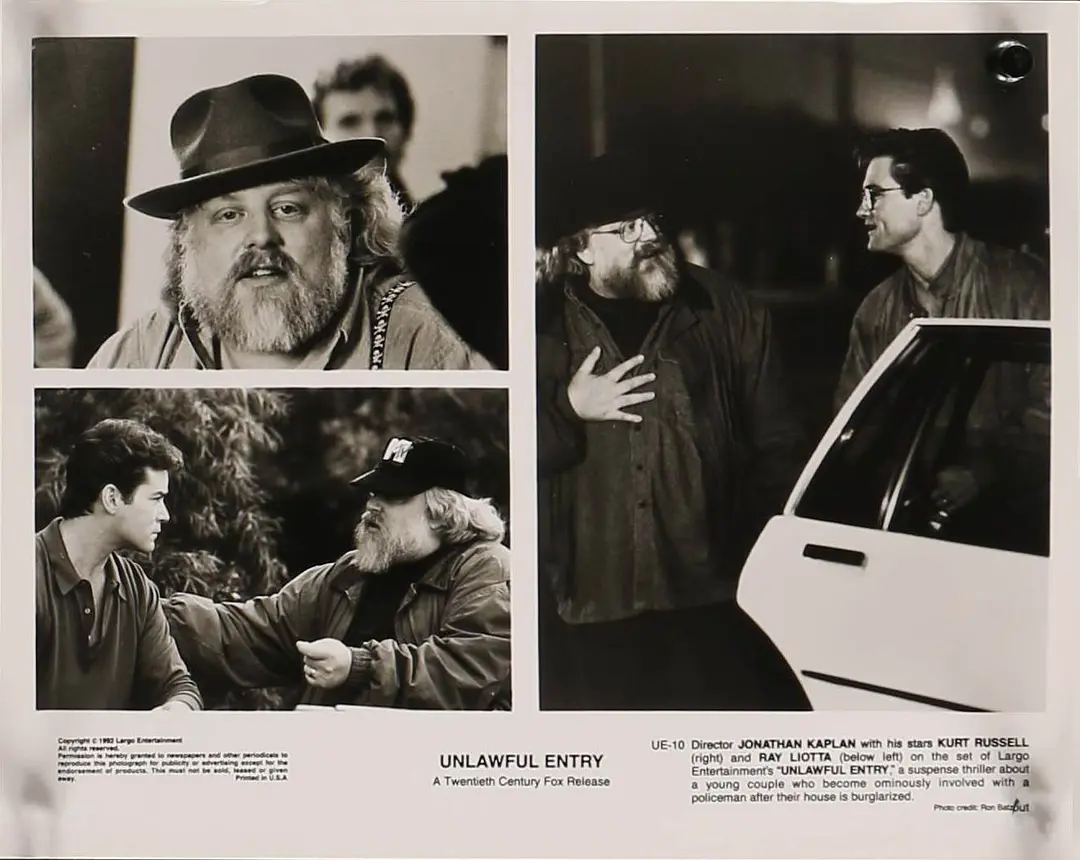 MTV
Copyright © 1992 Largo Entertainment
All rights reserved.
Permission is hereby granted to newspapers and other periodicals to
reproduce this photograph for publicity or advertising except for the
endorsement of products. This must not be sold, leased or given
away.
Printed in U.S.A
UNLAWFUL ENTRY
A Twentieth Century Fox Release
UE-10 Director JONATHAN KAPLAN with his stars KURT RUSSELL
(right) and RAY LIOTTA (below left) on the set of Largo
Entertainment's "UNLAWFUL ENTRY," a suspense thriller about
a young couple who become ominously involved with a
policeman after their house is burglarized.
Photo credit: Ron